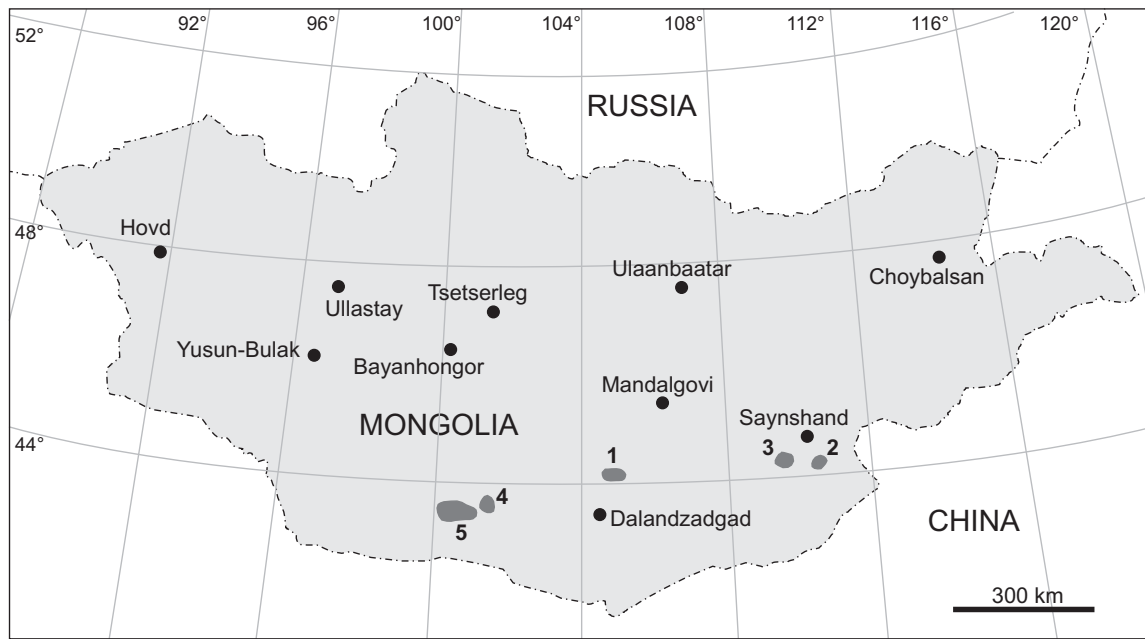 92° 96° 100° 104° 108° 112° 116° 120°
52°
RUSSIA
48°
Hovd
Ulaanbaatar
Choybalsan
Tsetserleg
Ullastay
Yusun-Bulak
Bayanhongor
Mandalgovi
MONGOLIA
Saynshand
44°
1
3
2
4
5
Dalandzadgad
CHINA
300 km